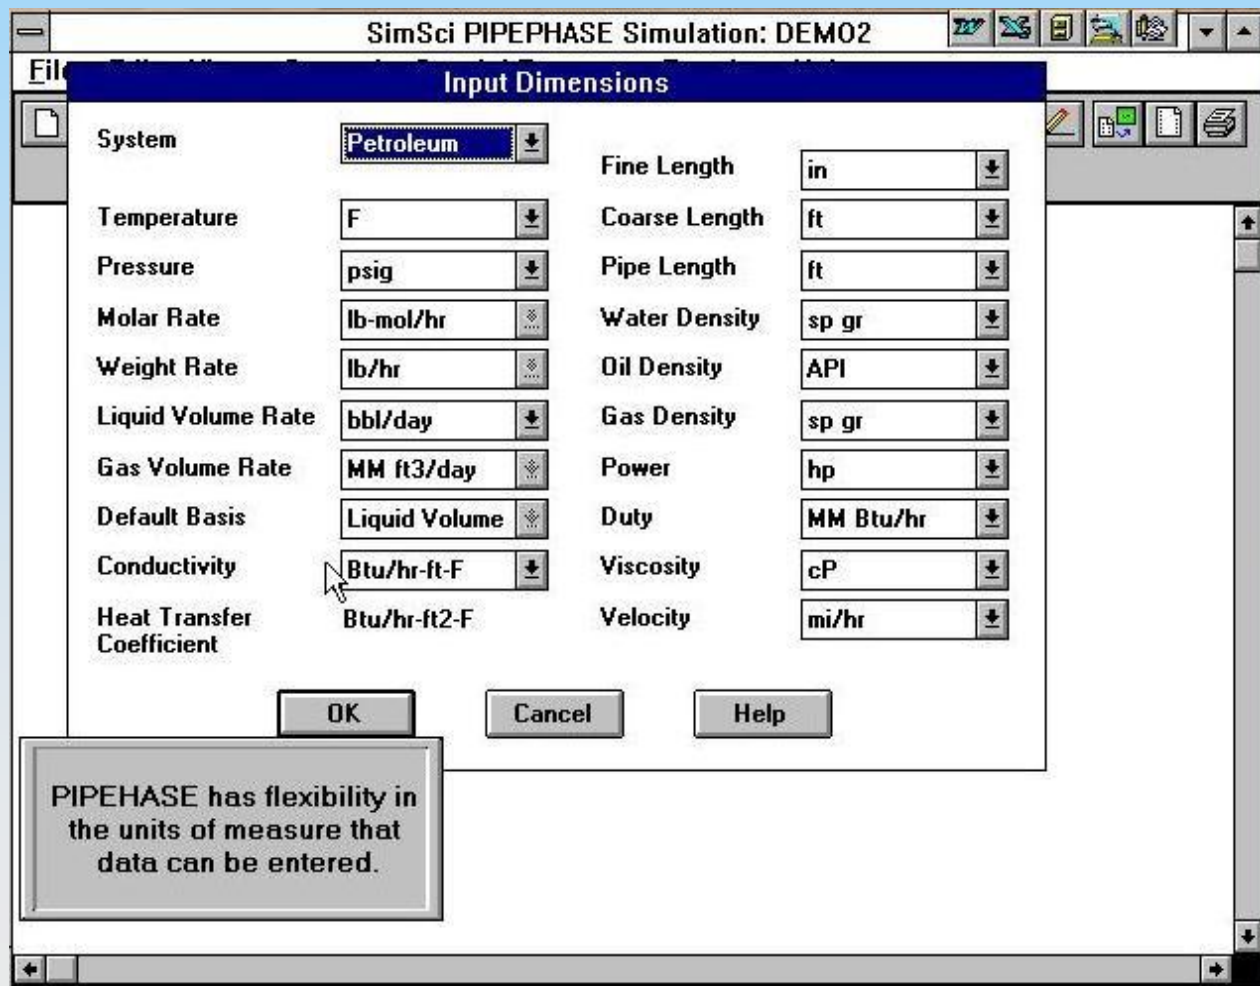 SimSci PIPEPHASE Simulation: DEMO2
Fil
Input Dimensions
System Petroleum
Fine Length in
Temperature F
Coarse Length ft
Pressure psig
Pipe Length ft
Molar Rate lb-mol/hr
Water Density sp gr
Weight Rate lb/hr
Oil Density API
Liquid Volume Rate bbl/day
Gas Density sp gr
Gas Volume Rate MM ft3/day
Power hp
Default Basis Liquid Volume
Duty MM Btu/hr
Conductivity Btu/hr-ft-F
Viscosity cP
Heat Transfer Coefficient Btu/hr-ft2-F
Velocity mi/hr
OK Cancel Help
PIPEHASE has flexibility in
the units of measure that
data can be entered.